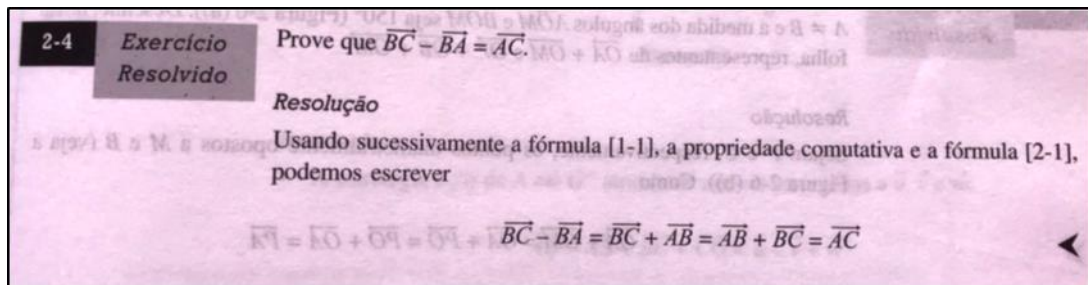 2-4 Exercício Prove que $\overrightarrow{BC} - \overrightarrow{BA} = \overrightarrow{AC}$.
Resolvido
Resolução
Usando sucessivamente a fórmula [1-1], a propriedade comutativa e a fórmula [2-1],
podemos escrever
$\overrightarrow{BC} - \overrightarrow{BA} = \overrightarrow{BC} + \overrightarrow{AB} = \overrightarrow{AB} + \overrightarrow{BC} = \overrightarrow{AC}$